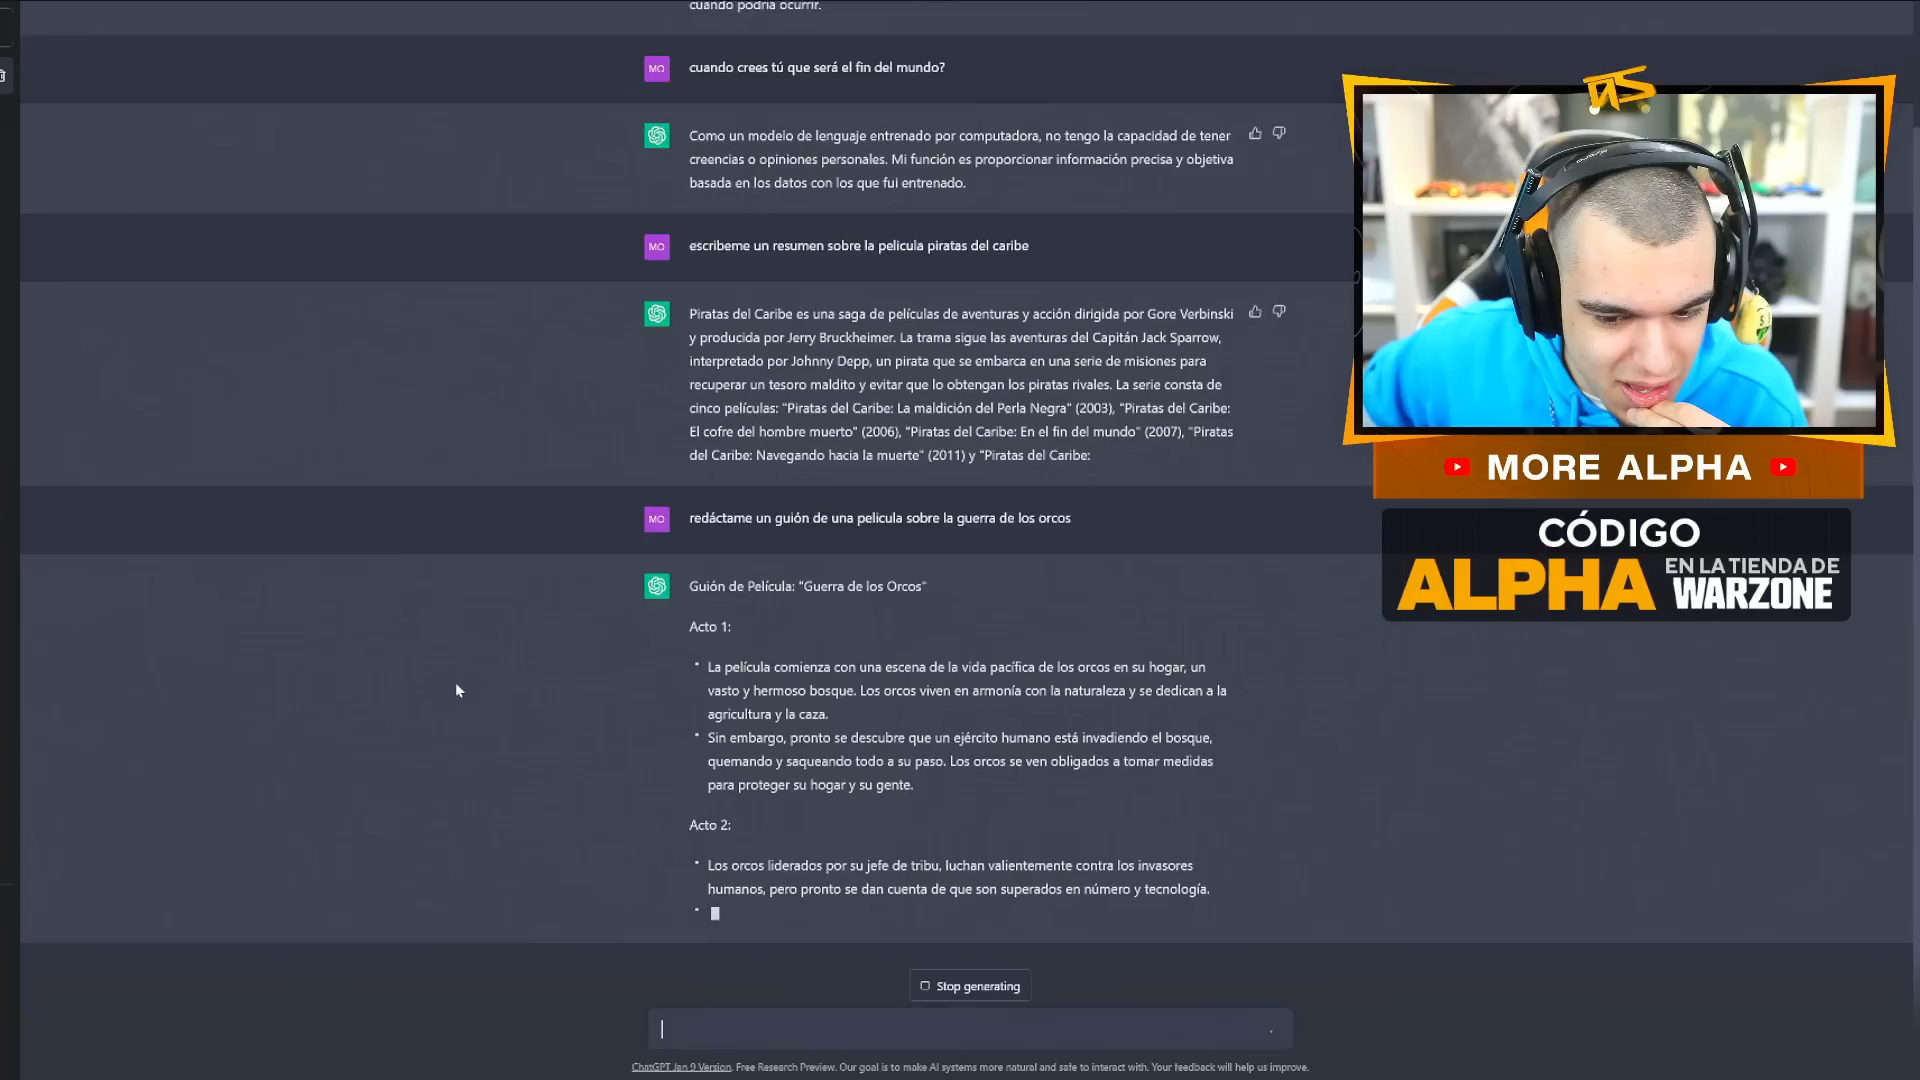 cuando podría ocurrir.
MO
cuando crees tú que será el fin del mundo?
Como un modelo de lenguaje entrenado por computadora, no tengo la capacidad de tener
creencias o opiniones personales. Mi función es proporcionar información precisa y objetiva
basada en los datos con los que fui entrenado.
MO
escribeme un resumen sobre la pelicula piratas del caribe
Piratas del Caribe es una saga de películas de aventuras y acción dirigida por Gore Verbinski
y producida por Jerry Bruckheimer. La trama sigue las aventuras del Capitán Jack Sparrow,
interpretado por Johnny Depp, un pirata que se embarca en una serie de misiones para
recuperar un tesoro maldito y evitar que lo obtengan los piratas rivales. La serie consta de
cinco películas: "Piratas del Caribe: La maldición del Perla Negra" (2003), "Piratas del Caribe:
El cofre del hombre muerto" (2006), "Piratas del Caribe: En el fin del mundo" (2007), "Piratas
del Caribe: Navegando hacia la muerte" (2011) y "Piratas del Caribe:
MO
redáctame un guión de una pelicula sobre la guerra de los orcos
Guión de Película: "Guerra de los Orcos"
Acto 1:
• La película comienza con una escena de la vida pacífica de los orcos en su hogar, un
vasto y hermoso bosque. Los orcos viven en armonía con la naturaleza y se dedican a la
agricultura y la caza.
• Sin embargo, pronto se descubre que un ejército humano está invadiendo el bosque,
quemando y saqueando todo a su paso. Los orcos se ven obligados a tomar medidas
para proteger su hogar y su gente.
Acto 2:
• Los orcos liderados por su jefe de tribu, luchan valientemente contra los invasores
humanos, pero pronto se dan cuenta de que son superados en número y tecnología.
•
Stop generating
ChatGPT Jan 9 Version. Free Research Preview. Our goal is to make AI systems more natural and safe to interact with. Your feedback will help us improve.
MORE ALPHA
CÓDIGO
ALPHA
EN LA TIENDA DE
WARZONE